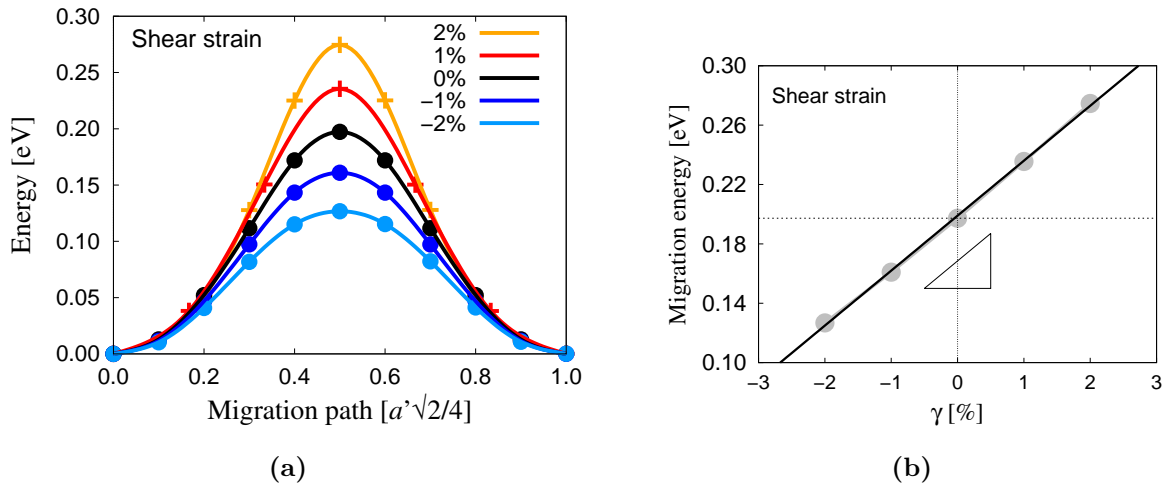 Shear strain
2%
1%
0%
−1%
−2%
0.30
0.25
0.20
0.15
0.10
0.05
0.00
Energy [eV]
0.0 0.2 0.4 0.6 0.8 1.0
Migration path [a’√2/4]
(a)
Shear strain
0.30
0.26
0.22
0.18
0.14
0.10
Migration energy [eV]
−3 −2 −1 0 1 2 3
γ [%]
(b)